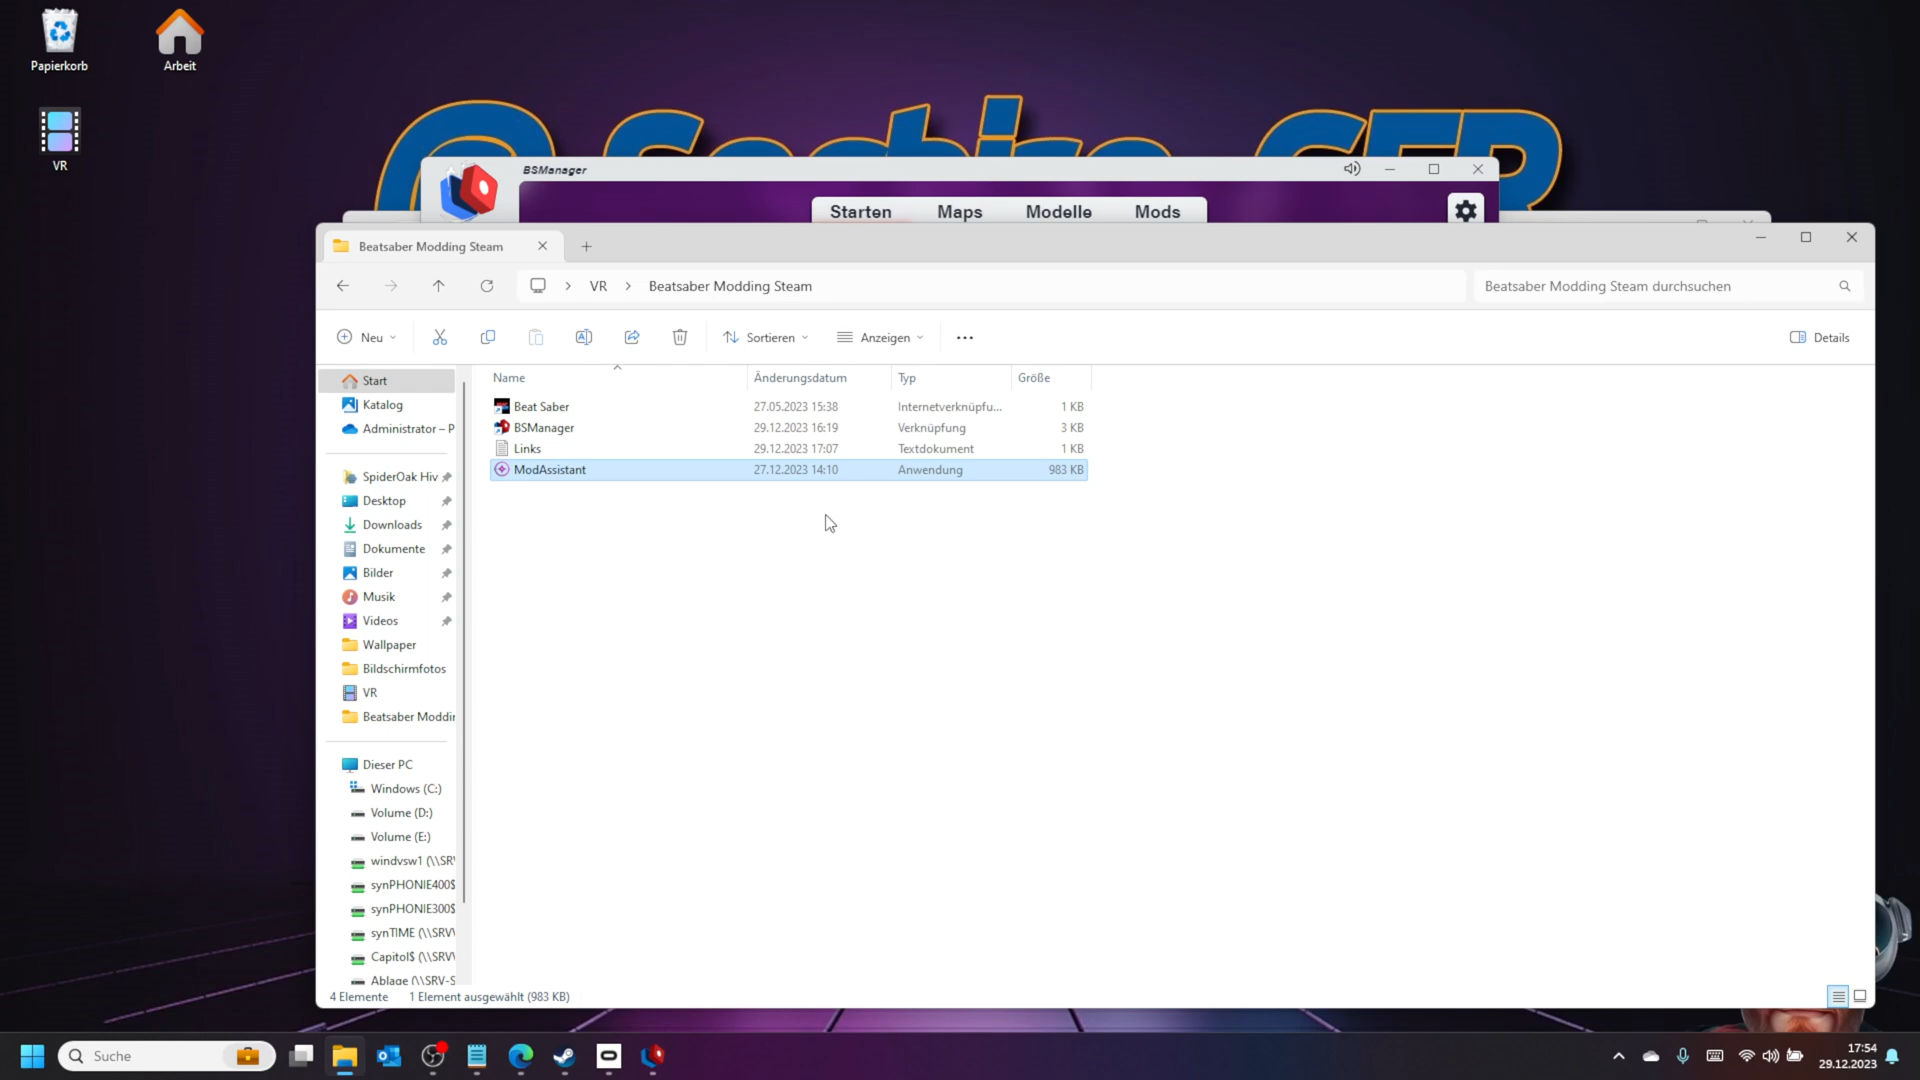 Papierkorb
Arbeit
VR
BSManager
Starten
Maps
Modelle
Mods
Beatsaber Modding Steam
VR
Beatsaber Modding Steam
Beatsaber Modding Steam durchsuchen
Neu
Sortieren
Anzeigen
Details
Name
Änderungsdatum
Typ
Größe
Beat Saber 27.05.2023 15:38 Internetverknüpfu... 1 KB
BSManager 29.12.2023 16:19 Verknüpfung 3 KB
Links 29.12.2023 17:07 Textdokument 1 KB
ModAssistant 27.12.2023 14:10 Anwendung 983 KB
Start
Katalog
Administrator – P
SpiderOak Hiv
Desktop
Downloads
Dokumente
Bilder
Musik
Videos
Wallpaper
Bildschirmfotos
VR
Beatsaber Moddin
Dieser PC
Windows (C:)
Volume (D:)
Volume (E:)
windvsw1 (\\SRV
synPHONIE400$
synPHONIE300$
synTIME (\\SRVV
Capitol$ (\\SRVV
Ablage (\\SRV-S
4 Elemente 1 Element ausgewählt (983 KB)
Suche
17:54
29.12.2023